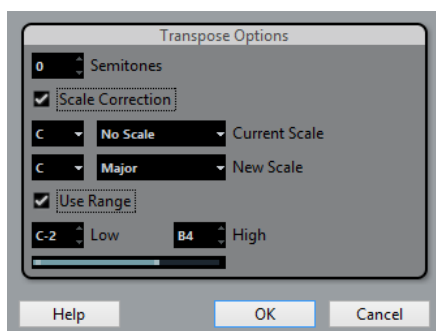 Transpose Options
0 Semitones
Scale Correction
C No Scale Current Scale
C Major New Scale
Use Range
C-2 Low B4 High
Help OK Cancel